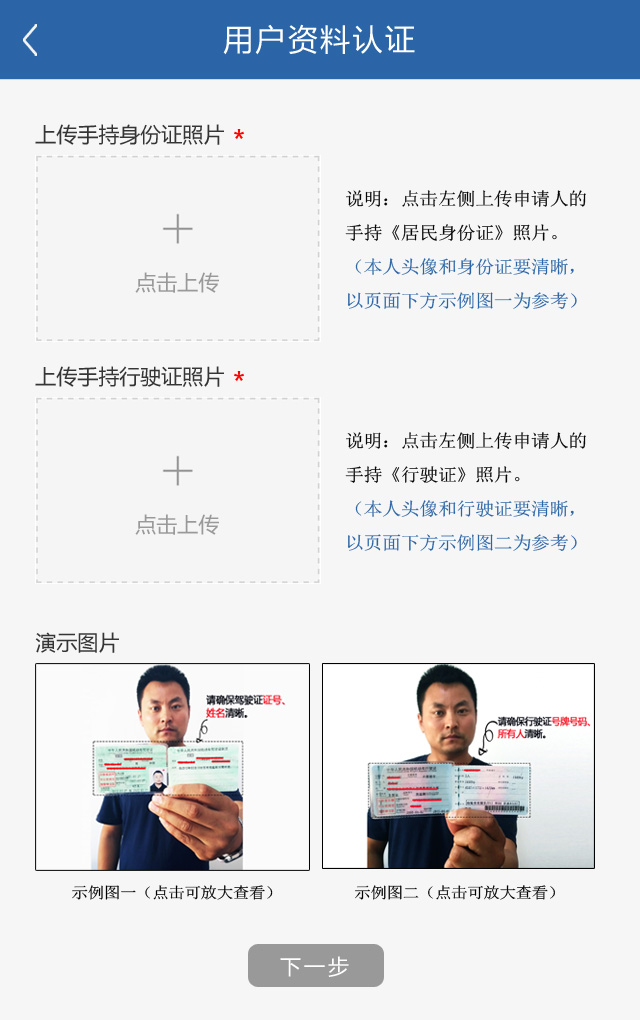 用户资料认证
上传手持身份证照片 *
点击上传
说明：点击左侧上传申请人的
手持《居民身份证》照片。
（本人头像和身份证要清晰，
以页面下方示例图一为参考）
上传手持行驶证照片 *
点击上传
说明：点击左侧上传申请人的
手持《行驶证》照片。
（本人头像和行驶证要清晰，
以页面下方示例图二为参考）
演示图片
请确保驾驶证证号、
姓名清晰。
请确保行驶证号牌号码、
所有人清晰。
示例图一（点击可放大查看）
示例图二（点击可放大查看）
下一步